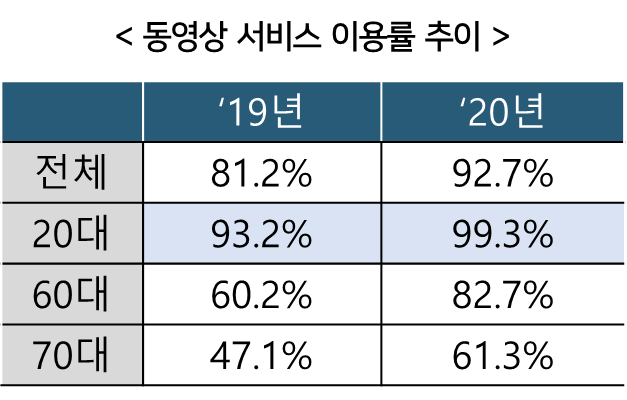 < 동영상 서비스 이용률 추이 >
‘19년 ‘20년
전체 81.2% 92.7%
20대 93.2% 99.3%
60대 60.2% 82.7%
70대 47.1% 61.3%